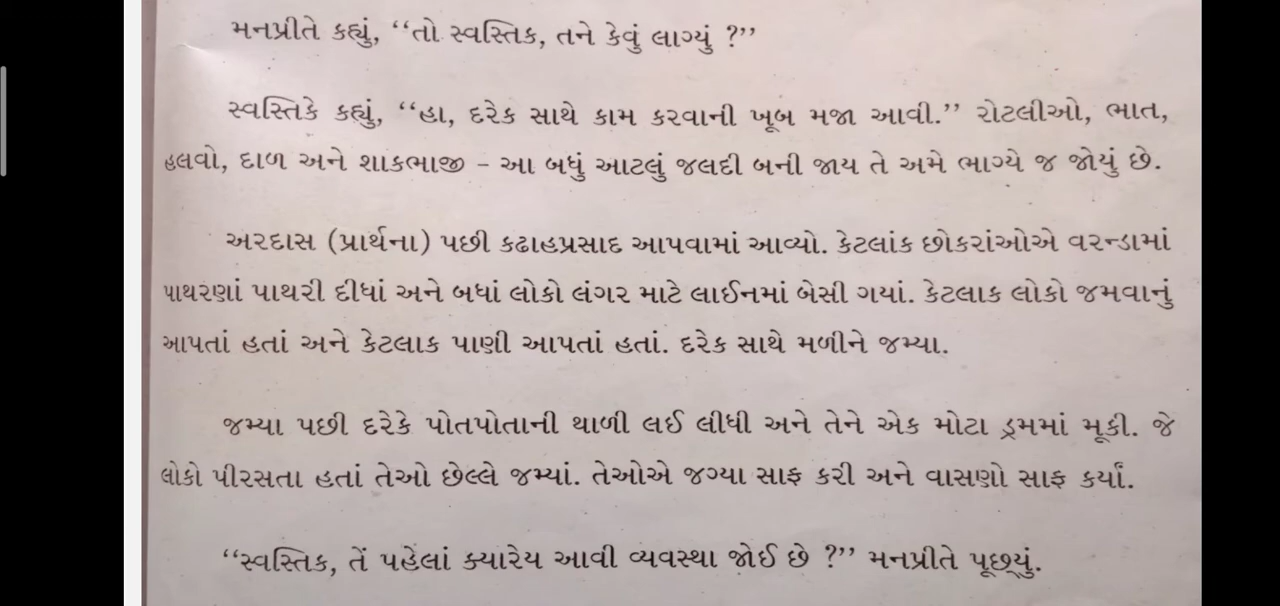 મનપ્રીતે કહ્યું, “તો સ્વસ્તિક, તને કેવું લાગ્યું ?”
સ્વસ્તિકે કહ્યું, “હા, દરેક સાથે કામ કરવાની ખૂબ મજા આવી.” રોટલીઓ, ભાત,
હલવો, દાળ અને શાકભાજી – આ બધું આટલું જલદી બની જાય તે અમે ભાગ્યે જ જોયું છે.
અરદાસ (પ્રાર્થના) પછી કઢાહપ્રસાદ આપવામાં આવ્યો. કેટલાંક છોકરાંઓએ વરન્ડામાં
પાથરણાં પાથરી દીધાં અને બધાં લોકો લંગર માટે લાઈનમાં બેસી ગયાં. કેટલાક લોકો જમવાનું
આપતાં હતાં અને કેટલાક પાણી આપતાં હતાં. દરેક સાથે મળીને જમ્યા.
જમ્યા પછી દરેકે પોતપોતાની થાળી લઈ લીધી અને તેને એક મોટા ડ્રમમાં મૂકી. જે
લોકો પીરસતા હતાં તેઓ છેલ્લે જમ્યાં. તેઓએ જગ્યા સાફ કરી અને વાસણો સાફ કર્યાં.
“સ્વસ્તિક, તેં પહેલાં ક્યારેય આવી વ્યવસ્થા જોઈ છે ?” મનપ્રીતે પૂછ્યું.